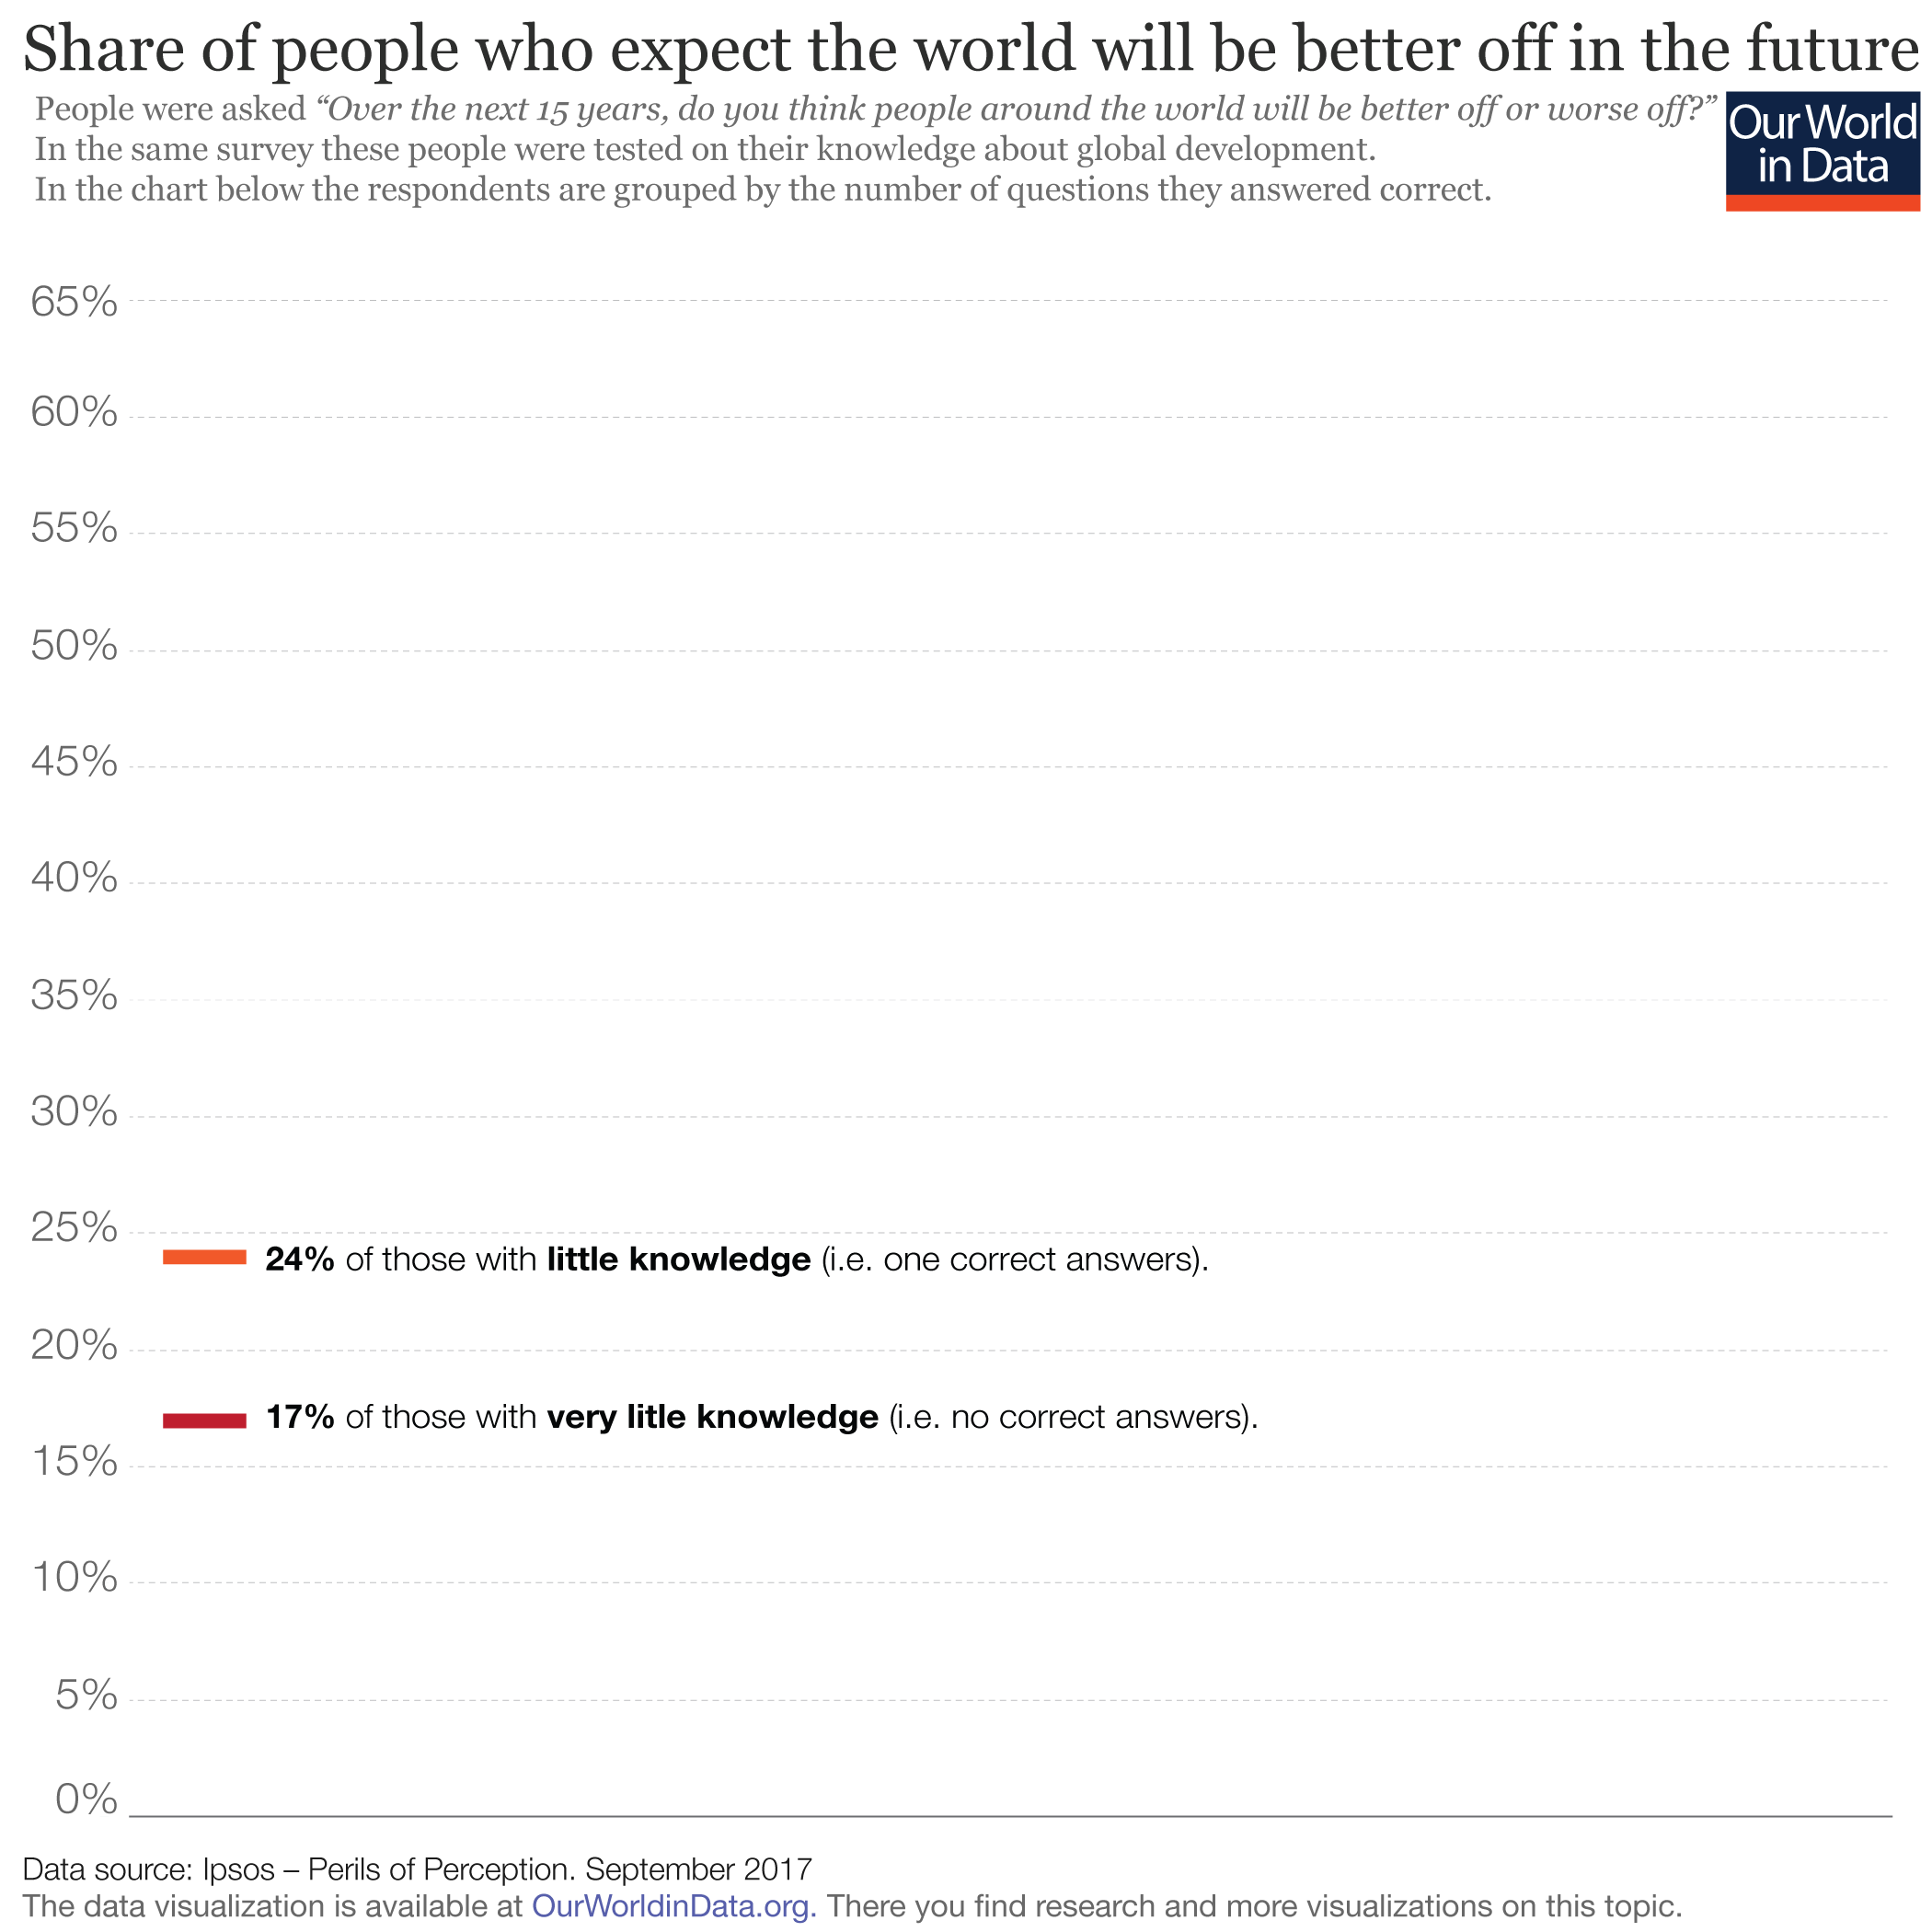 Share of people who expect the world will be better off in the future
People were asked “Over the next 15 years, do you think people around the world will be better off or worse off?”
In the same survey these people were tested on their knowledge about global development.
In the chart below the respondents are grouped by the number of questions they answered correct.
Our World
in Data
65%
60%
55%
50%
45%
40%
35%
30%
25%
24% of those with little knowledge (i.e. one correct answers).
20%
17% of those with very litle knowledge (i.e. no correct answers).
15%
10%
5%
0%
Data source: Ipsos – Perils of Perception. September 2017
The data visualization is available at OurWorldinData.org. There you find research and more visualizations on this topic.